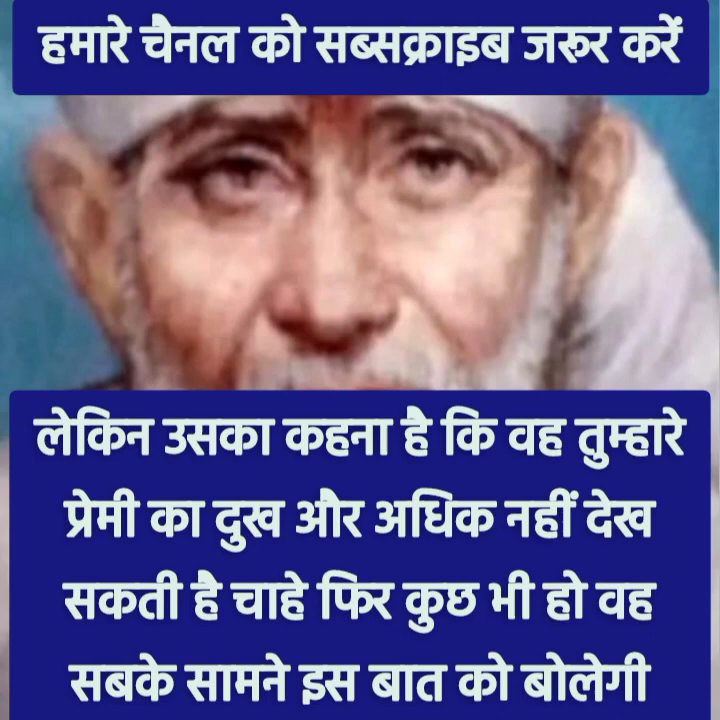 हमारे चैनल को सब्सक्राइब जरूर करें
लेकिन उसका कहना है कि वह तुम्हारे
प्रेमी का दुख और अधिक नहीं देख
सकती है चाहे फिर कुछ भी हो वह
सबके सामने इस बात को बोलेगी